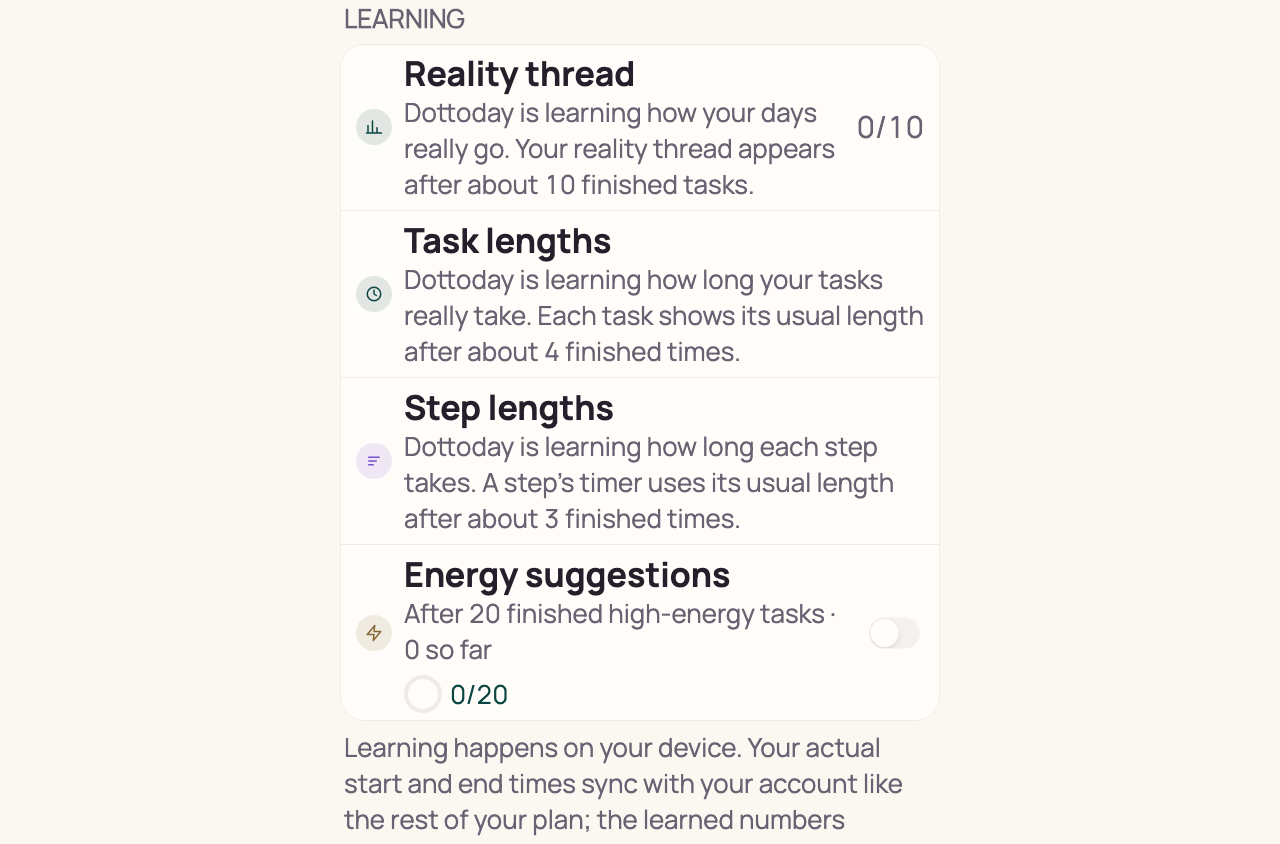 LEARNING
Reality thread
Dottoday is learning how your days
really go. Your reality thread appears
after about 10 finished tasks.
0/10
Task lengths
Dottoday is learning how long your tasks
really take. Each task shows its usual length
after about 4 finished times.
Step lengths
Dottoday is learning how long each step
takes. A step’s timer uses its usual length
after about 3 finished times.
Energy suggestions
After 20 finished high-energy tasks ·
0 so far
0/20
Learning happens on your device. Your actual
start and end times sync with your account like
the rest of your plan; the learned numbers